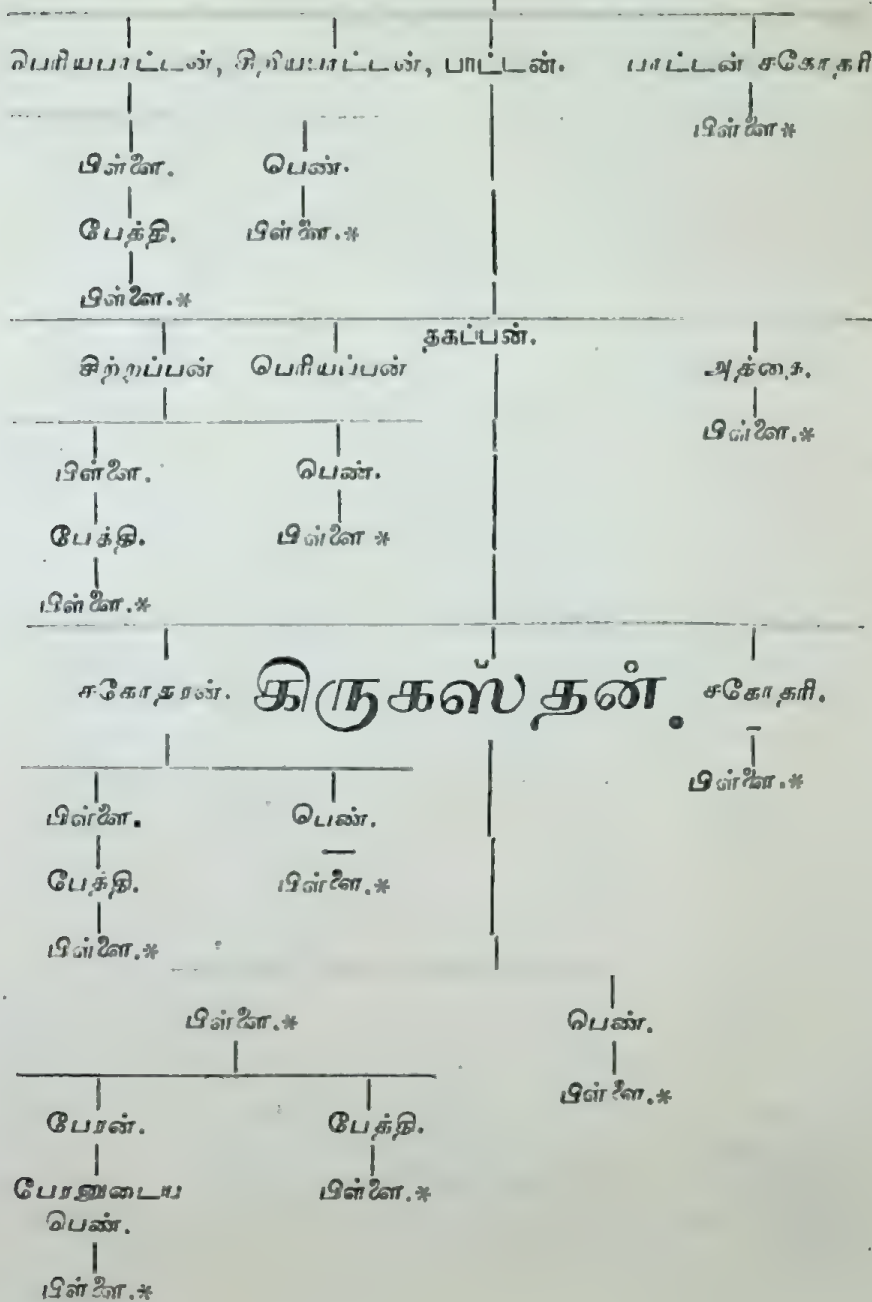 பெரியபாட்டன், சிறியபாட்டன், பாட்டன். பாட்டன் சகோதரி
பிள்ளை*
பிள்ளை. பெண்.
பேத்தி. பிள்ளை.*
பிள்ளை.*
தகப்பன்.
சிற்றப்பன் பெரியப்பன் அத்தை.
பிள்ளை.*
பிள்ளை. பெண்.
பேத்தி. பிள்ளை *
பிள்ளை.*
சகோதரன். கிருகஸ்தன். சகோதரி.
பிள்ளை.*
பிள்ளை. பெண்.
பேத்தி. பிள்ளை.*
பிள்ளை.*
பிள்ளை.* பெண்.
பிள்ளை.*
பேரன். பேத்தி.
பேரனுடைய பிள்ளை.*
பெண்.
பிள்ளை.*